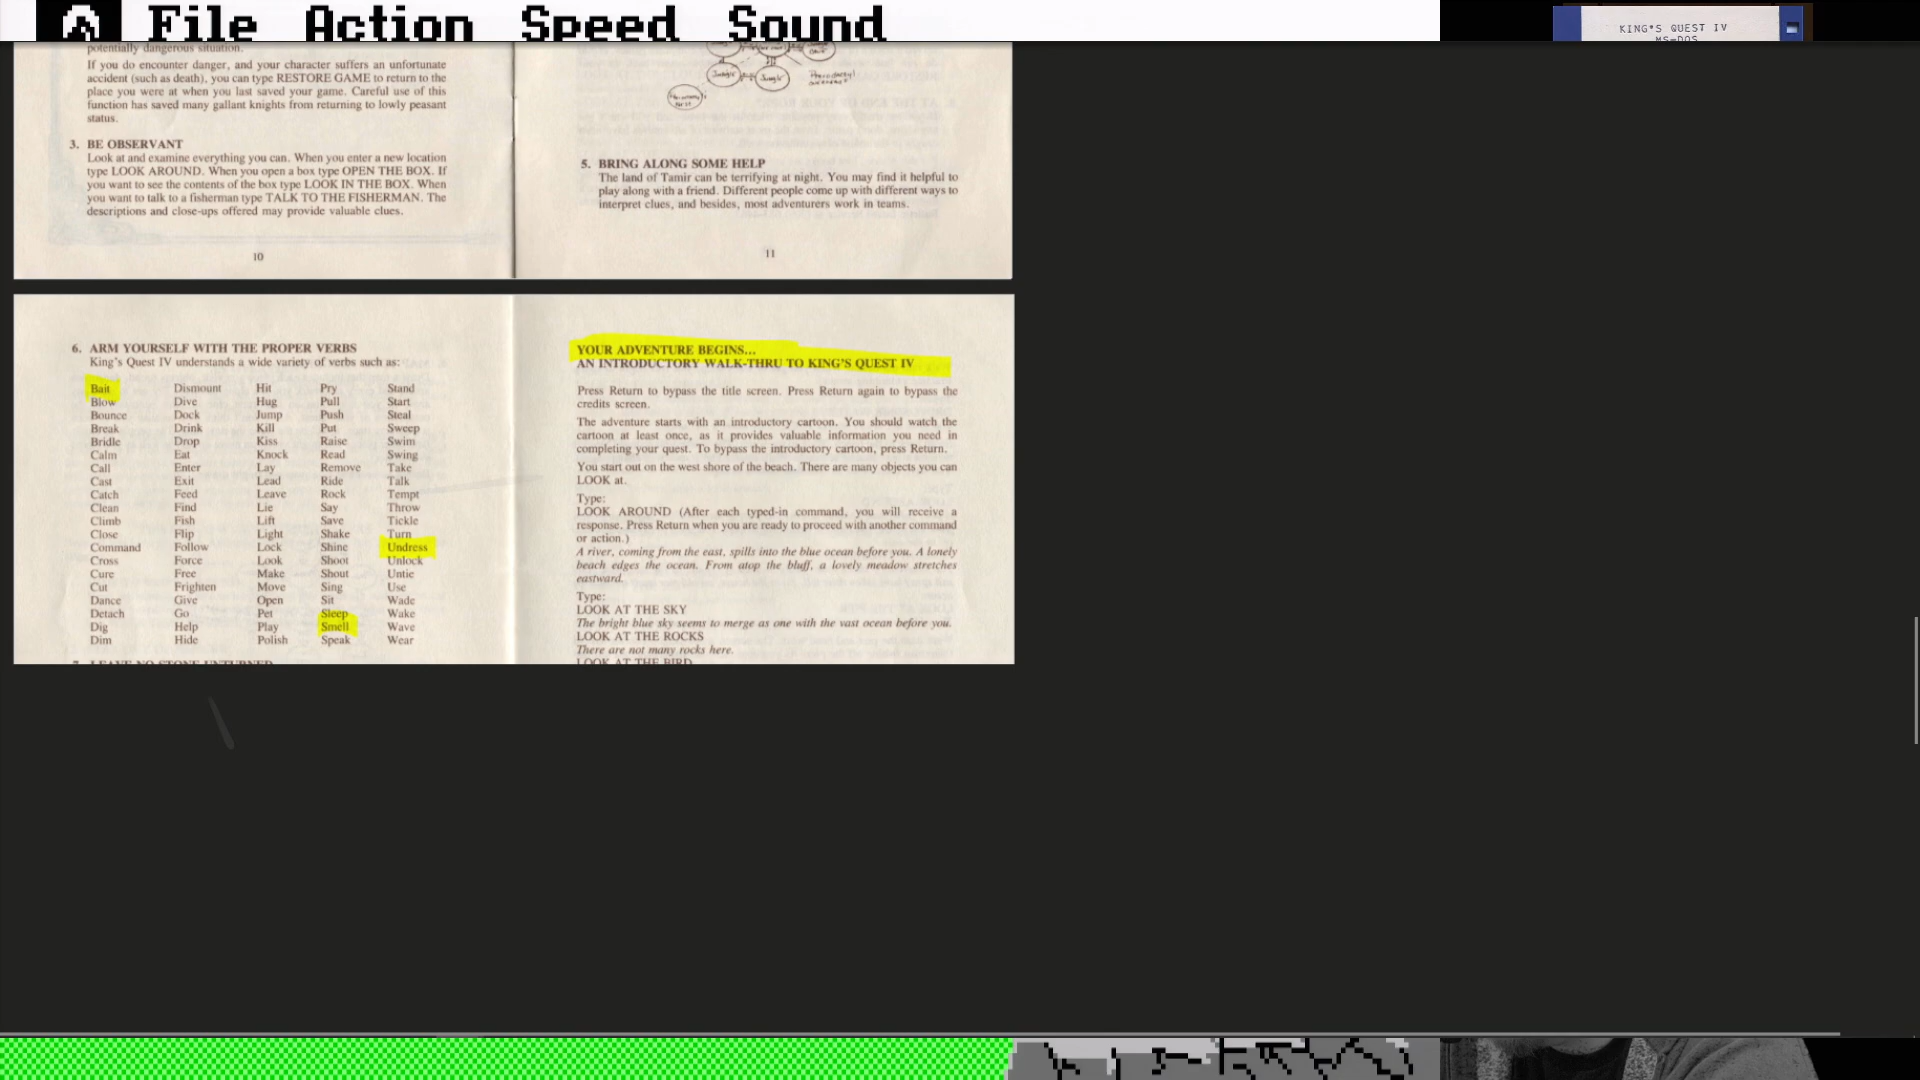 File Action Speed Sound
KING'S QUEST IV
MS-DOS
potentially dangerous situation.
If you do encounter danger, and your character suffers an unfortunate
accident (such as death), you can type RESTORE GAME to return to the
place you were at when you last saved your game. Careful use of this
function has saved many gallant knights from returning to lowly peasant
status.
3. BE OBSERVANT
Look at and examine everything you can. When you enter a new location
type LOOK AROUND. When you open a box type OPEN THE BOX. If
you want to see the contents of the box type LOOK IN THE BOX. When
you want to talk to a fisherman type TALK TO THE FISHERMAN. The
descriptions and close-ups offered may provide valuable clues.
10
Jungle
Jungle
5. BRING ALONG SOME HELP
The land of Tamir can be terrifying at night. You may find it helpful to
play along with a friend. Different people come up with different ways to
interpret clues, and besides, most adventurers work in teams.
11
6. ARM YOURSELF WITH THE PROPER VERBS
King's Quest IV understands a wide variety of verbs such as:
Bait Dismount Hit Pry Stand
Blow Dive Hug Pull Start
Bounce Dock Jump Push Steal
Break Drink Kill Put Sweep
Bridle Drop Kiss Raise Swim
Calm Eat Knock Read Swing
Call Enter Lay Remove Take
Cast Exit Lead Ride Talk
Catch Feed Leave Rock Tempt
Clean Find Lie Say Throw
Climb Fish Lift Save Tickle
Close Flip Light Shake Turn
Command Follow Lock Shine Undress
Cross Force Look Shoot Unlock
Cure Free Make Shout Untie
Cut Frighten Move Sing Use
Dance Give Open Sit Wade
Detach Go Pet Sleep Wake
Dig Help Play Smell Wave
Dim Hide Polish Speak Wear
7. LEAVE NO STONE UNTURNED
YOUR ADVENTURE BEGINS...
AN INTRODUCTORY WALK-THRU TO KING'S QUEST IV
Press Return to bypass the title screen. Press Return again to bypass the
credits screen.
The adventure starts with an introductory cartoon. You should watch the
cartoon at least once, as it provides valuable information you need in
completing your quest. To bypass the introductory cartoon, press Return.
You start out on the west shore of the beach. There are many objects you can
LOOK at.
Type:
LOOK AROUND (After each typed-in command, you will receive a
response. Press Return when you are ready to proceed with another command
or action.)
A river, coming from the east, spills into the blue ocean before you. A lonely
beach edges the ocean. From atop the bluff, a lovely meadow stretches
eastward.
Type:
LOOK AT THE SKY
The bright blue sky seems to merge as one with the vast ocean before you.
LOOK AT THE ROCKS
There are not many rocks here.
LOOK AT THE BIRD